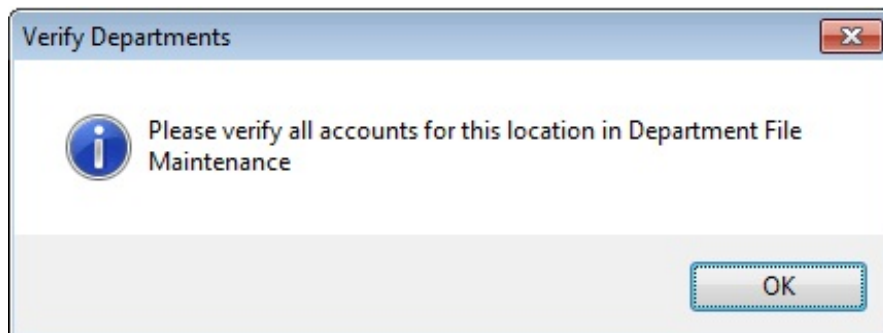 Verify Departments
Please verify all accounts for this location in Department File
Maintenance
OK